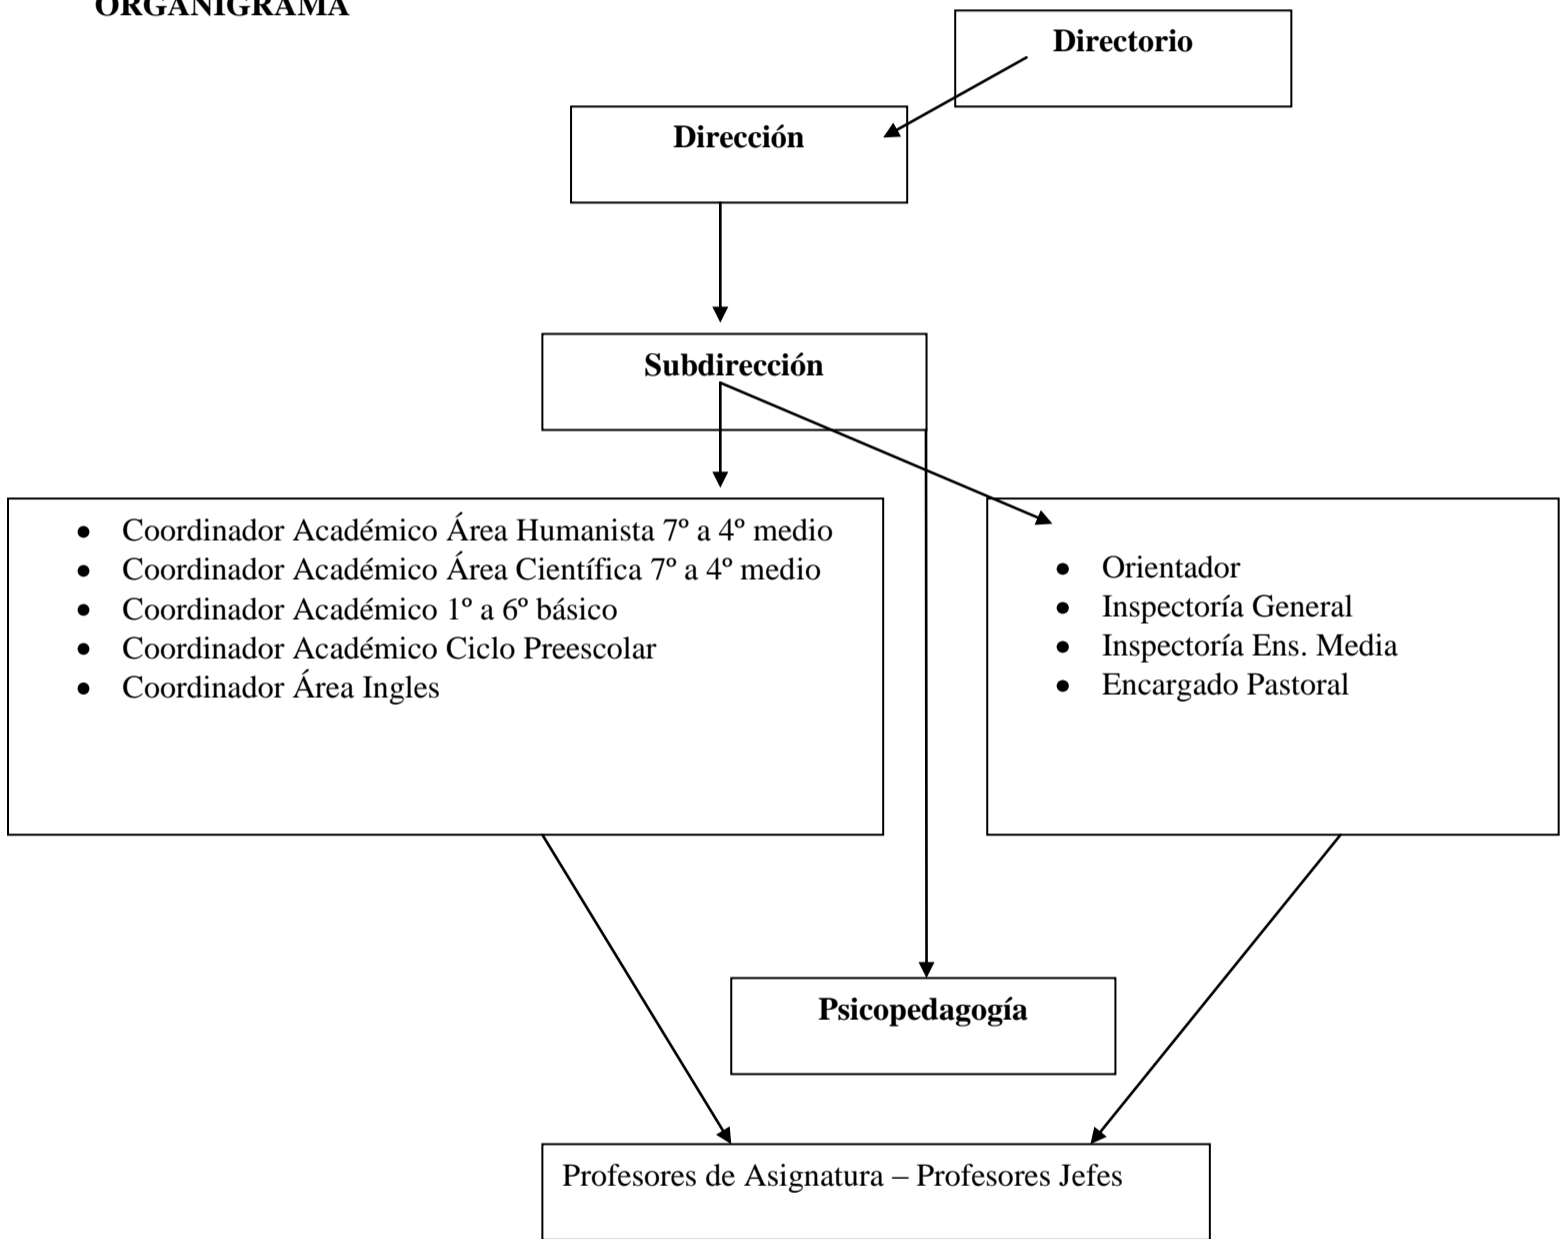 ORGANIGRAMA
Directorio
Dirección
Subdirección
• Coordinador Académico Área Humanista 7º a 4º medio
• Coordinador Académico Área Científica 7º a 4º medio
• Coordinador Académico 1º a 6º básico
• Coordinador Académico Ciclo Preescolar
• Coordinador Área Ingles
• Orientador
• Inspectoría General
• Inspectoría Ens. Media
• Encargado Pastoral
Psicopedagogía
Profesores de Asignatura – Profesores Jefes